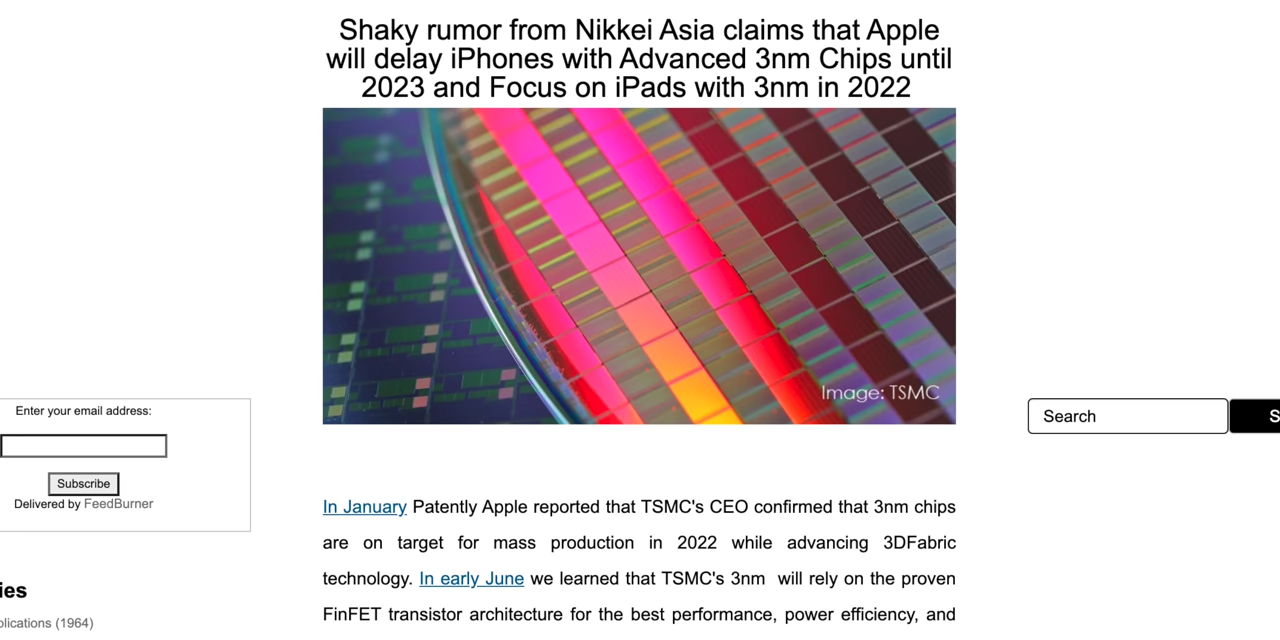 Shaky rumor from Nikkei Asia claims that Apple
will delay iPhones with Advanced 3nm Chips until
2023 and Focus on iPads with 3nm in 2022
Image: TSMC
Enter your email address:
Subscribe
Delivered by FeedBurner
Search
S
In January Patently Apple reported that TSMC's CEO confirmed that 3nm chips
are on target for mass production in 2022 while advancing 3DFabric
technology. In early June we learned that TSMC's 3nm will rely on the proven
FinFET transistor architecture for the best performance, power efficiency, and
ies
plications (1964)